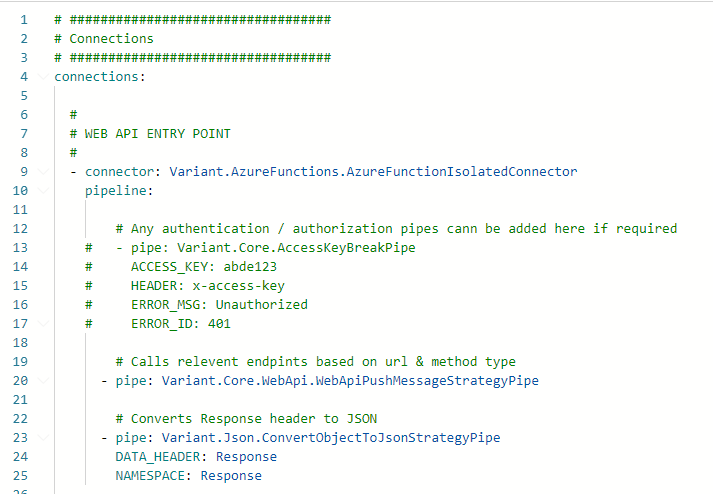 1 # ##################################
2 # Connections
3 # ##################################
4 connections:
5
6 #
7 # WEB API ENTRY POINT
8 #
9 - connector: Variant.AzureFunctions.AzureFunctionIsolatedConnector
10 pipeline:
11
12 # Any authentication / authorization pipes cann be added here if required
13 # - pipe: Variant.Core.AccessKeyBreakPipe
14 # ACCESS_KEY: abde123
15 # HEADER: x-access-key
16 # ERROR_MSG: Unauthorized
17 # ERROR_ID: 401
18
19 # Calls relevent endpints based on url & method type
20 - pipe: Variant.Core.WebApi.WebApiPushMessageStrategyPipe
21
22 # Converts Response header to JSON
23 - pipe: Variant.Json.ConvertObjectToJsonStrategyPipe
24 DATA_HEADER: Response
25 NAMESPACE: Response